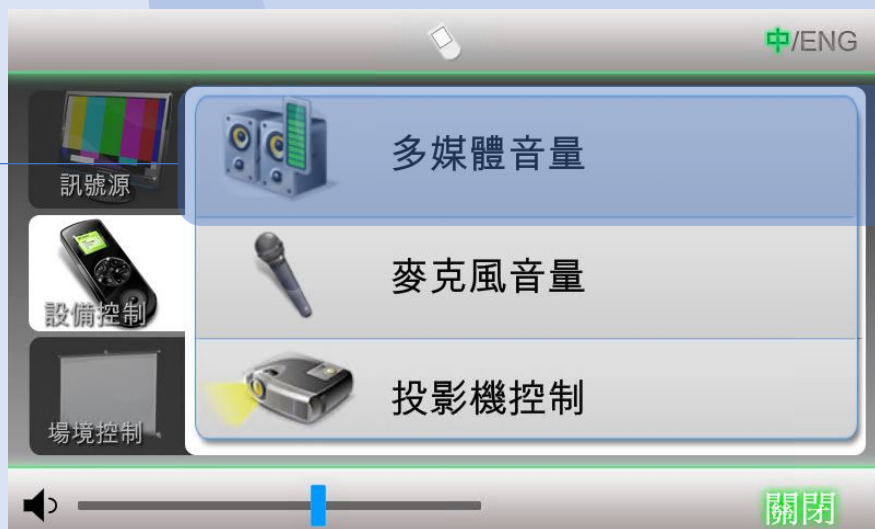 中/ENG
訊號源
多媒體音量
設備控制
麥克風音量
場境控制
投影機控制
關閉